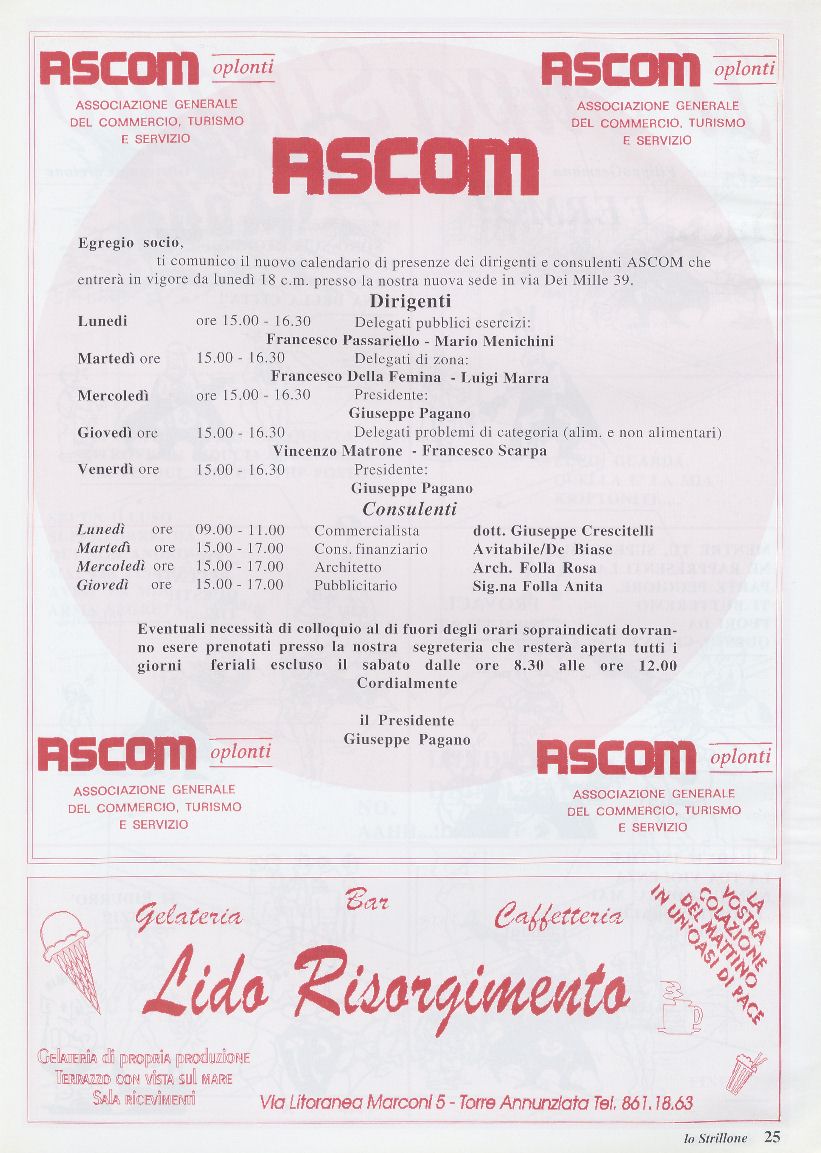 ASCOM oplonti
ASSOCIAZIONE GENERALE
DEL COMMERCIO, TURISMO
E SERVIZIO
ASCOM oplonti
ASSOCIAZIONE GENERALE
DEL COMMERCIO, TURISMO
E SERVIZIO
ASCOM
Egregio socio,
ti comunico il nuovo calendario di presenze dei dirigenti e consulenti ASCOM che
entrerà in vigore da lunedì 18 c.m. presso la nostra nuova sede in via Dei Mille 39.
Dirigenti
Lunedi ore 15.00 - 16.30 Delegati pubblici esercizi:
Francesco Passariello - Mario Menichini
Martedì ore 15.00 - 16.30 Delegati di zona:
Francesco Della Femina - Luigi Marra
Mercoledì ore 15.00 - 16.30 Presidente:
Giuseppe Pagano
Giovedì ore 15.00 - 16.30 Delegati problemi di categoria (alim. e non alimentari)
Vincenzo Matrone - Francesco Scarpa
Venerdì ore 15.00 - 16.30 Presidente:
Giuseppe Pagano
Consulenti
Lunedì ore 09.00 - 11.00 Commercialista dott. Giuseppe Crescitelli
Martedì ore 15.00 - 17.00 Cons. finanziario Avitabile/De Biase
Mercoledì ore 15.00 - 17.00 Architetto Arch. Folla Rosa
Giovedì ore 15.00 - 17.00 Pubblicitario Sig.na Folla Anita
Eventuali necessità di colloquio al di fuori degli orari sopraindicati dovran-
no esere prenotati presso la nostra segreteria che resterà aperta tutti i
giorni feriali escluso il sabato dalle ore 8.30 alle ore 12.00
Cordialmente
il Presidente
Giuseppe Pagano
ASCOM oplonti
ASSOCIAZIONE GENERALE
DEL COMMERCIO, TURISMO
E SERVIZIO
ASCOM oplonti
ASSOCIAZIONE GENERALE
DEL COMMERCIO, TURISMO
E SERVIZIO
Gelateria Bar Caffetteria
LA
VOSTRA
COLAZIONE
DEL MATTINO
IN UN'OASI DI PACE
Lido Risorgimento
Gelateria di propria produzione
Terrazzo con vista sul mare
Sala ricevimenti
Via Litoranea Marconi 5 - Torre Annunziata Tel. 861.18.63
lo Strillone 25